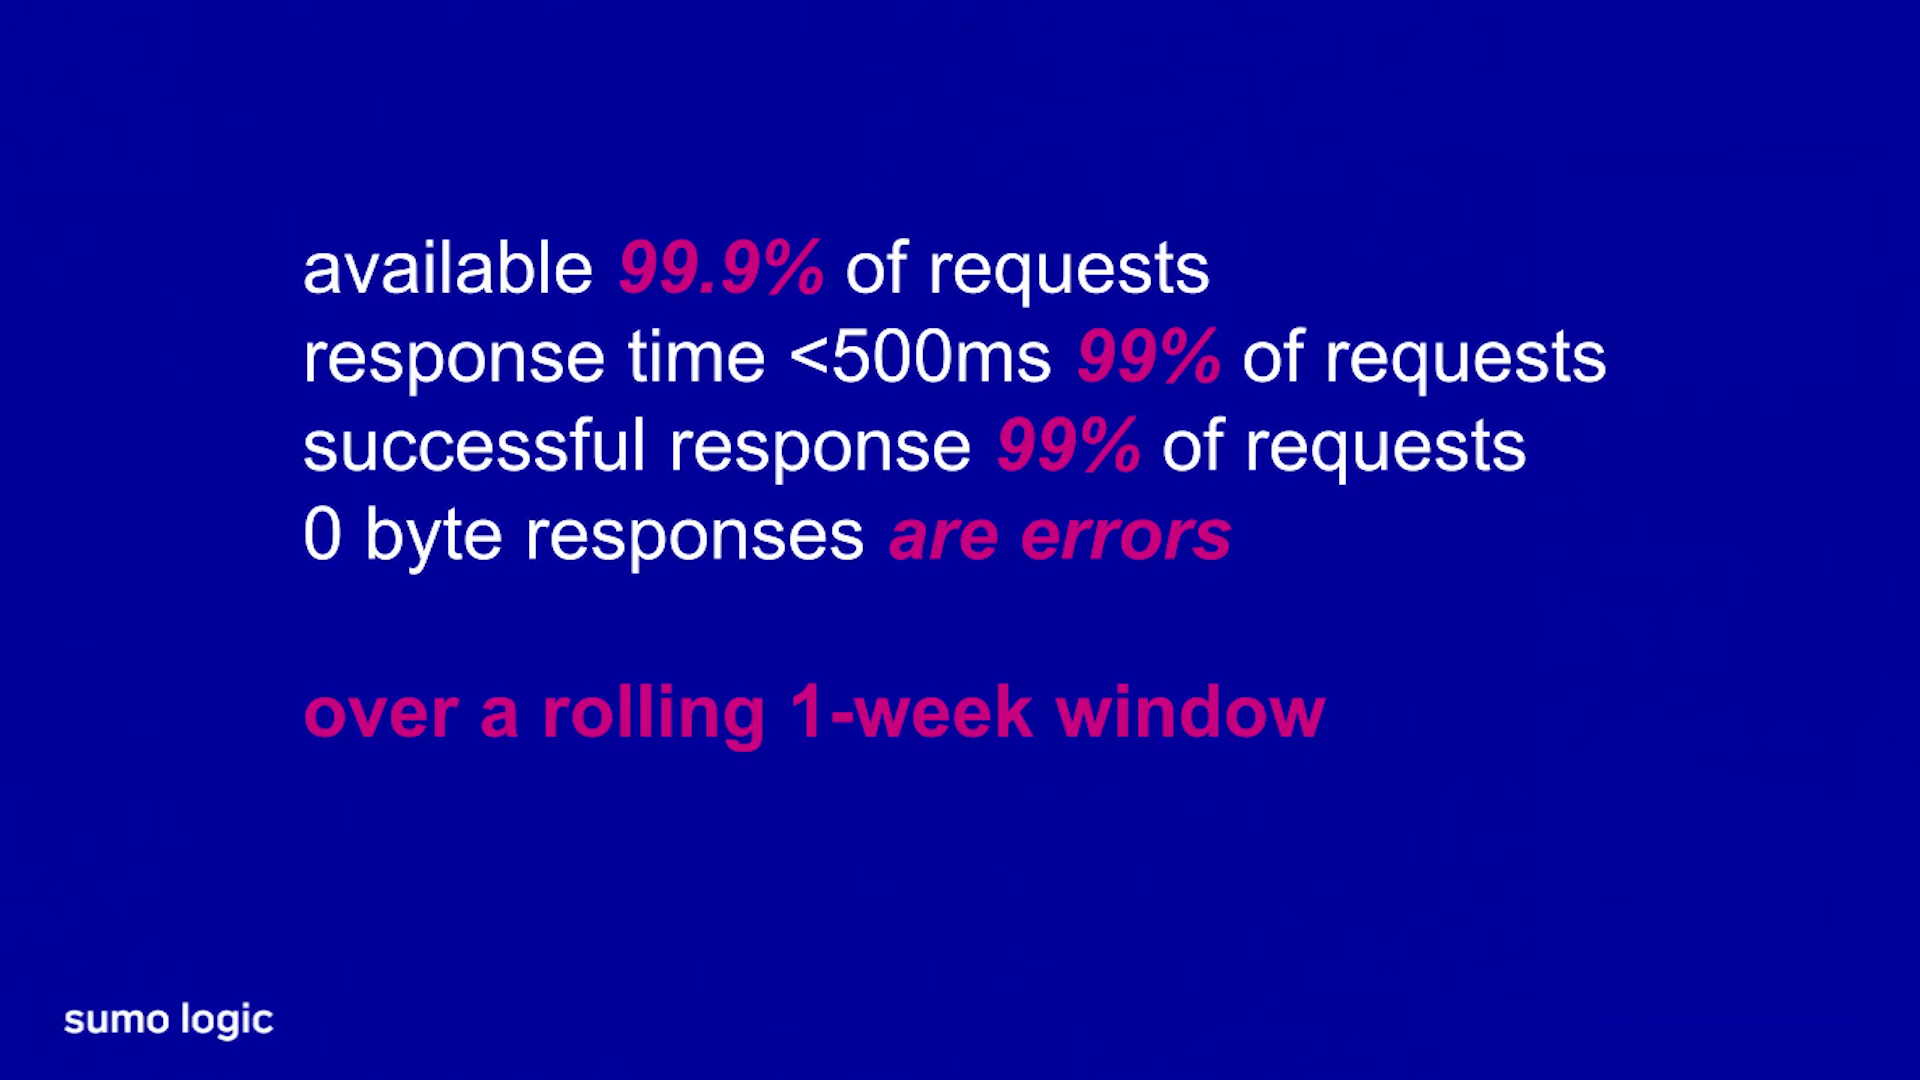 available 99.9% of requests
response time <500ms 99% of requests
successful response 99% of requests
0 byte responses are errors
over a rolling 1-week window
sumo logic